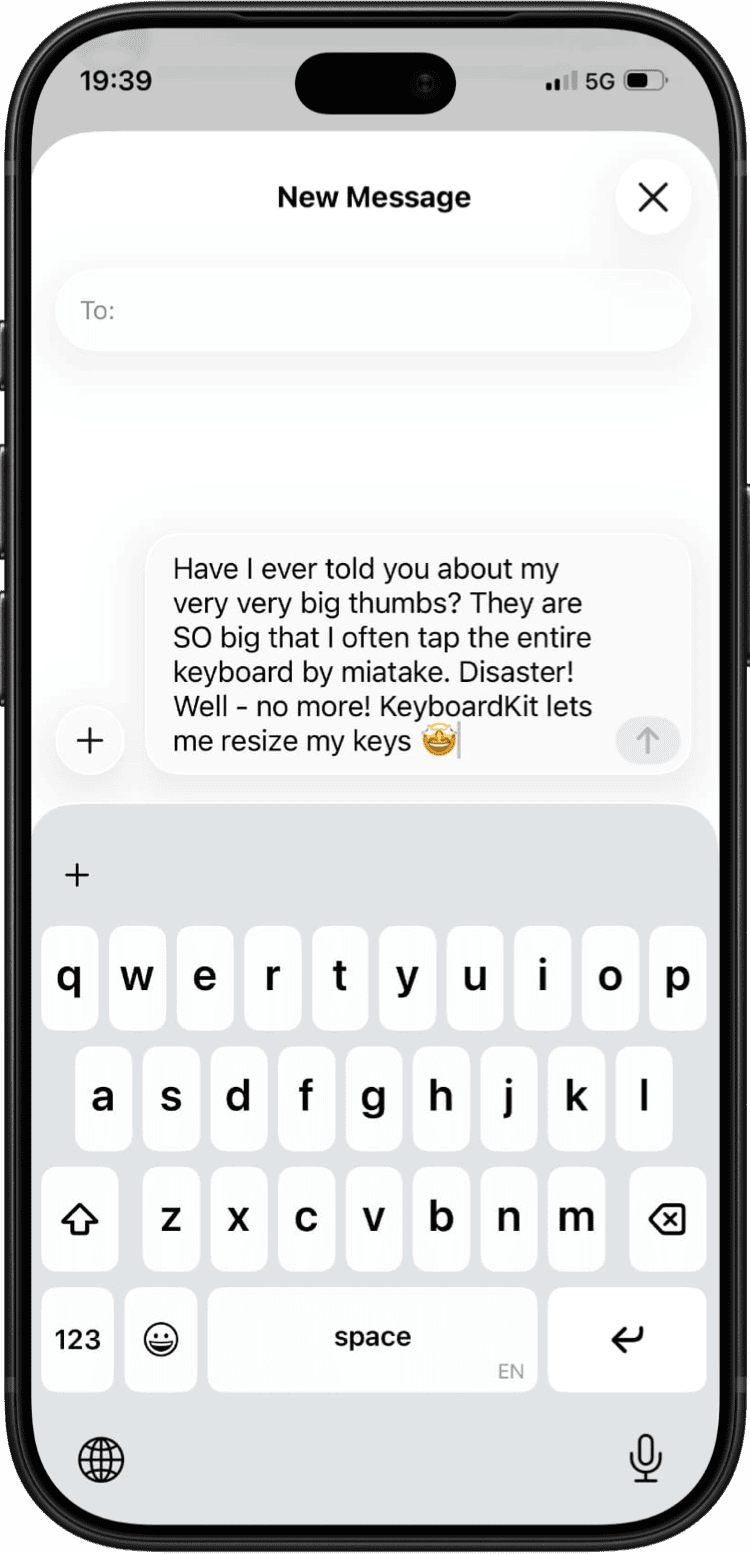 19:39
5G
New Message
To:
Have I ever told you about my
very very big thumbs? They are
SO big that I often tap the entire
keyboard by miatake. Disaster!
Well - no more! KeyboardKit lets
me resize my keys 🤩
q w e r t y u i o p
a s d f g h j k l
z x c v b n m
123 space EN